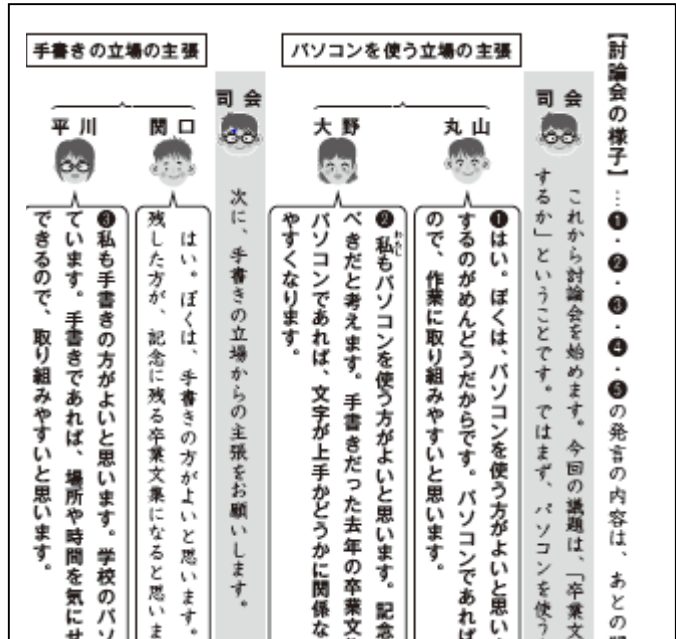 【討論会の様子】…❶・❷・❸・❹・❺の発言の内容は、あとの
司会
これから討論会を始めます。今回の議題は、「卒業文
するか」ということです。ではまず、パソコンを使う
パソコンを使う立場の主張
丸山
❶はい。ぼくは、パソコンを使う方がよいと思い
するのがめんどうだからです。パソコンであれば
ので、作業に取り組みやすいと思います。
大野
❷私もパソコンを使う方がよいと思います。記念
わたし
べきだと考えます。手書きだった去年の卒業文
パソコンであれば、文字が上手かどうかに関係な
やすくなります。
司会
次に、手書きの立場からの主張をお願いします。
手書きの立場の主張
関口
はい。ぼくは、手書きの方がよいと思います。
残した方が、記念に残る卒業文集になると思いま
平川
❸私も手書きの方がよいと思います。学校のパソ
ています。手書きであれば、場所や時間を気にせ
できるので、取り組みやすいと思います。